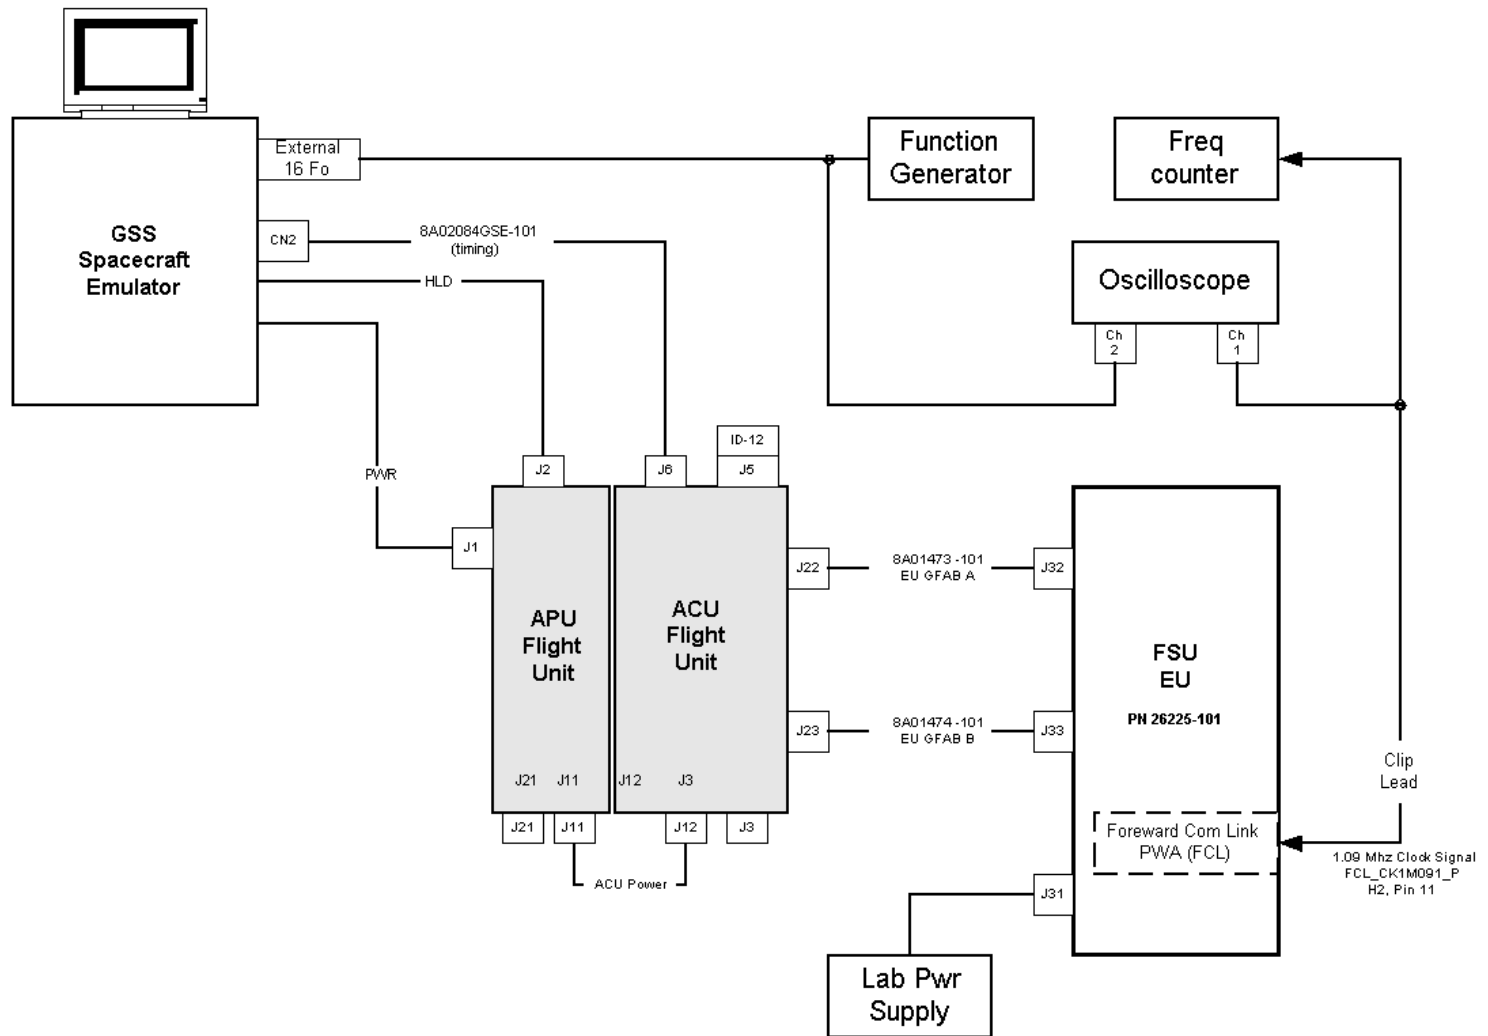 External
16 Fo
Function
Generator
Freq
counter
GSS
Spacecraft
Emulator
CN2
8A02084GSE-101
(timing)
HLD
Oscilloscope
Ch
2
Ch
1
PWR
ID-12
J2
J6
J5
J1
J22
8A01473 -101
EU GFAB A
J32
APU
Flight
Unit
ACU
Flight
Unit
FSU
EU
PN 26225-101
J23
8A01474 -101
EU GFAB B
J33
J21
J11
J12
J3
Clip
Lead
J21
J11
J12
J3
Foreward Com Link
PWA (FCL)
1.09 Mhz Clock Signal
FCL_CK1M091_P
H2, Pin 11
ACU Power
J31
Lab Pwr
Supply